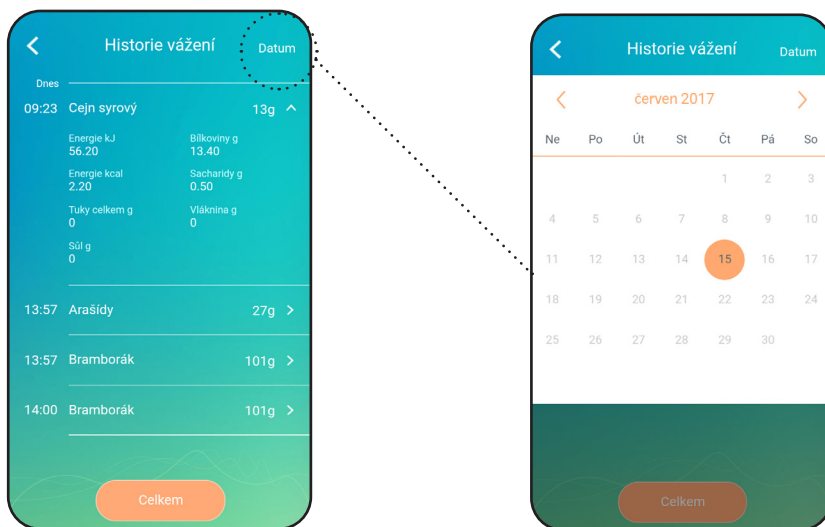 Historie vážení
Datum
Dnes
09:23 Cejn syrový 13g
Energie kJ Bílkoviny g
56.20 13.40
Energie kcal Sacharidy g
2.20 0.50
Tuky celkem g Vláknina g
0 0
Sůl g
0
13:57 Arašídy 27g
13:57 Bramborák 101g
14:00 Bramborák 101g
Celkem
Historie vážení
Datum
červen 2017
Ne Po Út St Čt Pá So
1 2 3
4 5 6 7 8 9 10
11 12 13 14 15 16 17
18 19 20 21 22 23 24
25 26 27 28 29 30
Celkem